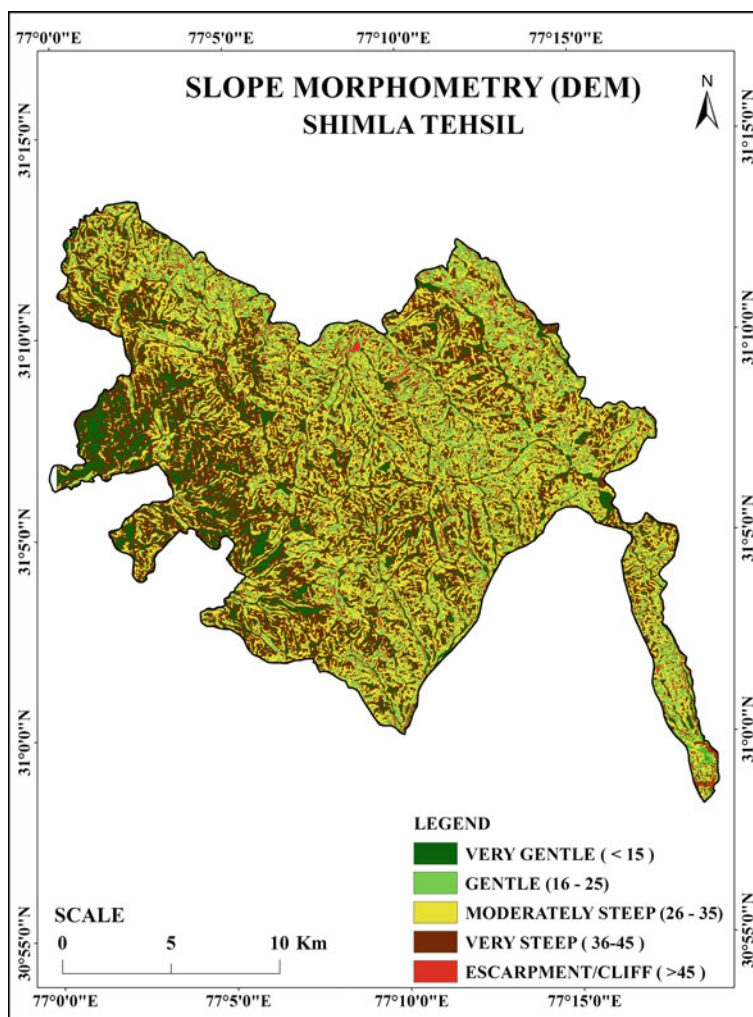 77°0'0"E 77°5'0"E 77°10'0"E 77°15'0"E
SLOPE MORPHOMETRY (DEM)
SHIMLA TEHSIL
N
31°15'0"N 31°15'0"N
31°10'0"N 31°10'0"N
31°5'0"N 31°5'0"N
31°0'0"N 31°0'0"N
30°55'0"N 30°55'0"N
LEGEND
VERY GENTLE ( < 15 )
GENTLE (16 - 25)
MODERATELY STEEP (26 - 35)
VERY STEEP ( 36-45 )
ESCARPMENT/CLIFF ( >45 )
SCALE
0 5 10 Km
77°0'0"E 77°5'0"E 77°10'0"E 77°15'0"E